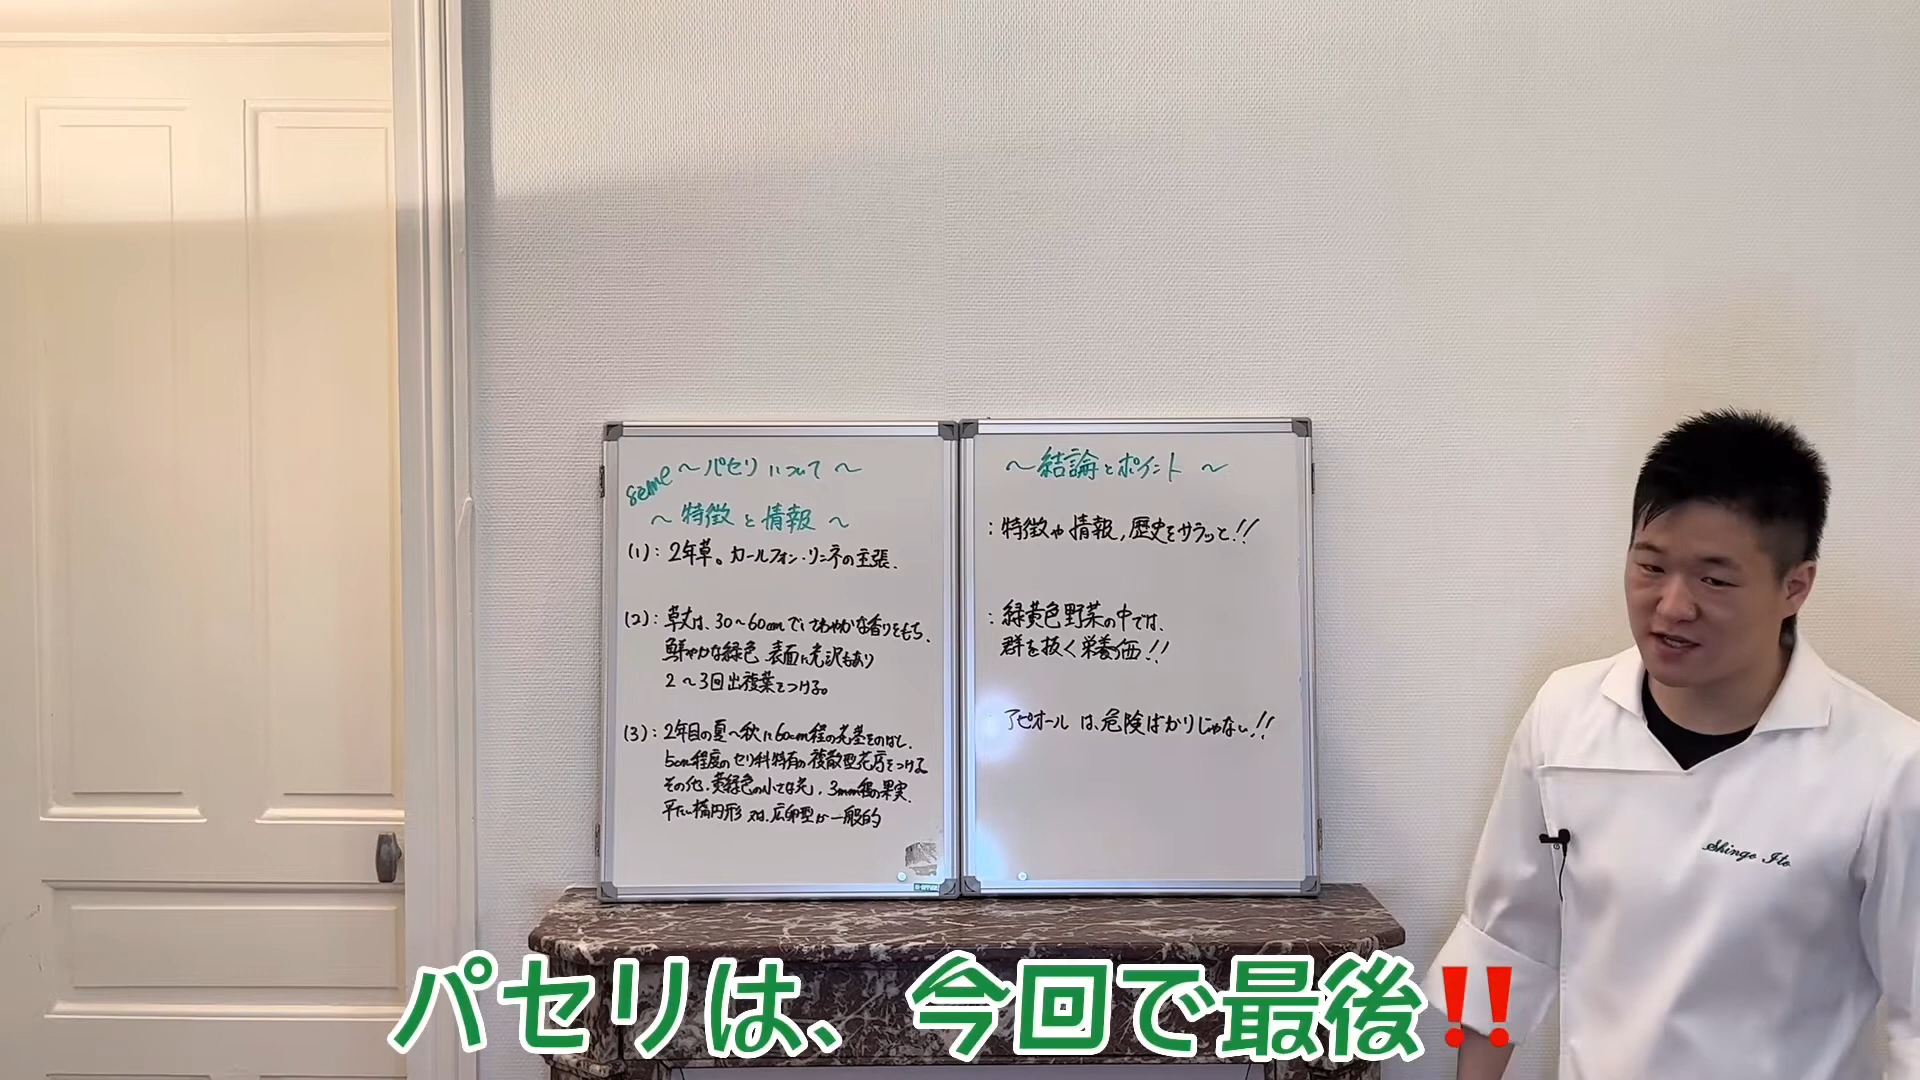 8eme 〜パセリについて〜
〜特徴と情報〜
(1):2年草。カールフォン・リンネの主張.
(2):草丈は、30〜60cmでさわやかな香りをもち、
鮮やかな緑色 表面に光沢もあり
2〜3回出複葉をつける。
(3):2年目の夏〜秋に60cm程の花茎をのばし、
5cm程度のセリ科特有の複散型花序をつける
その他、黄緑色の小さな花、3mm程の果実、
平たい楕円形 又は、広卵型が一般的
〜結論とポイント〜
:特徴や情報,歴史をサラッと!!
:緑黄色野菜の中では、
群を抜く栄養価!!
アピオールは危険ばかりじゃない!!
Shingo Ito
パセリは、今回で最後‼